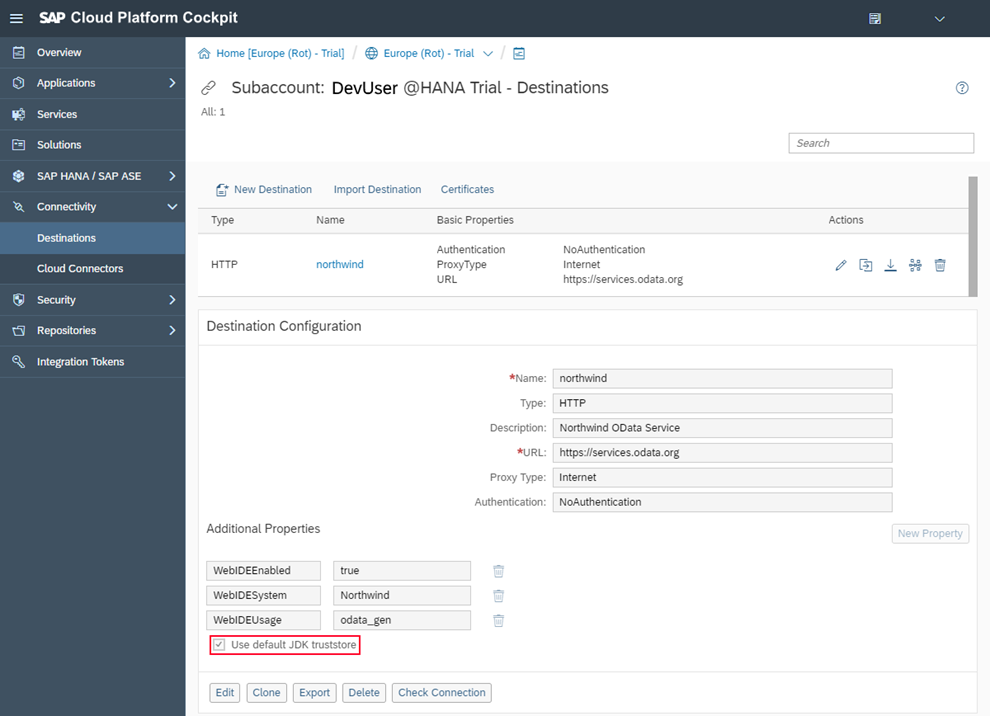 SAP Cloud Platform Cockpit
Overview
Applications
Services
Solutions
SAP HANA / SAP ASE
Connectivity
Destinations
Cloud Connectors
Security
Repositories
Integration Tokens
Home [Europe (Rot) - Trial] / Europe (Rot) - Trial /
Subaccount: DevUser @HANA Trial - Destinations
All: 1
Search
New Destination Import Destination Certificates
Type Name Basic Properties Actions
HTTP northwind
Authentication NoAuthentication
ProxyType Internet
URL https://services.odata.org
Destination Configuration
*Name: northwind
Type: HTTP
Description: Northwind OData Service
*URL: https://services.odata.org
Proxy Type: Internet
Authentication: NoAuthentication
Additional Properties
New Property
WebIDEEnabled true
WebIDESystem Northwind
WebIDEUsage odata_gen
Use default JDK truststore
Edit Clone Export Delete Check Connection